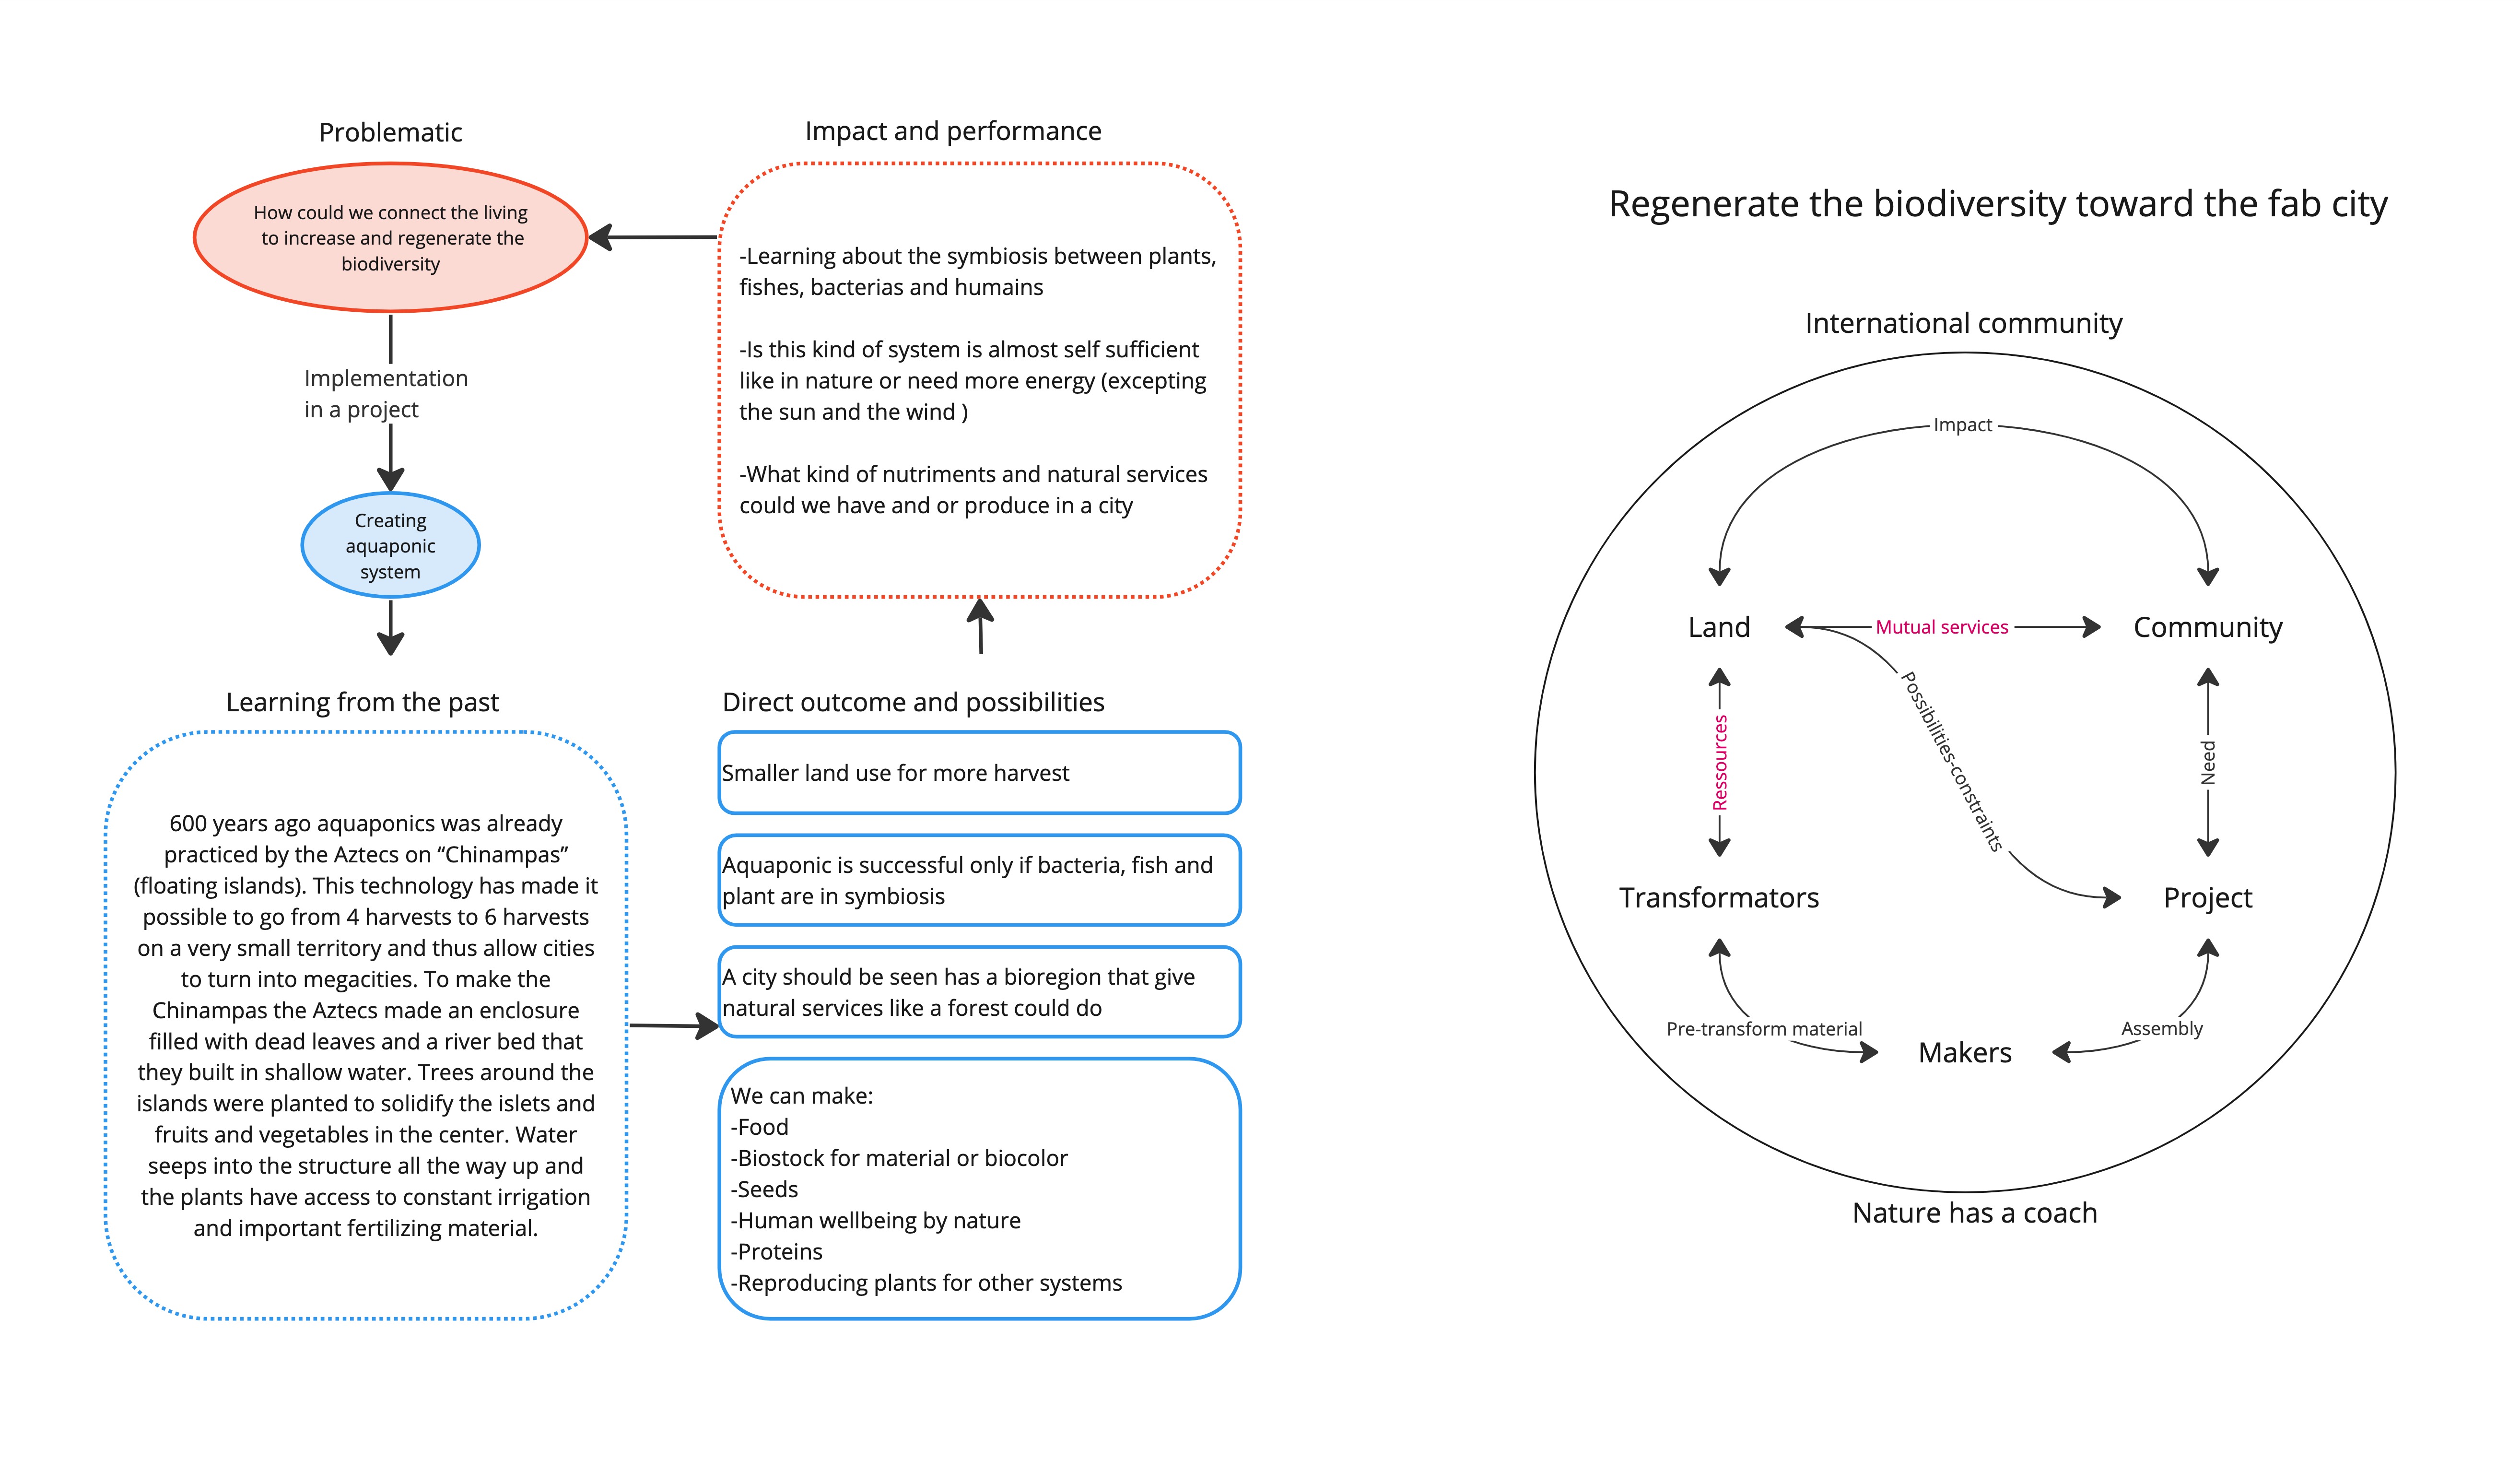 Problematic
How could we connect the living
to increase and regenerate the
biodiversity
Implementation
in a project
Creating
aquaponic
system
Learning from the past
600 years ago aquaponics was already
practiced by the Aztecs on “Chinampas”
(floating islands). This technology has made it
possible to go from 4 harvests to 6 harvests
on a very small territory and thus allow cities
to turn into megacities. To make the
Chinampas the Aztecs made an enclosure
filled with dead leaves and a river bed that
they built in shallow water. Trees around the
islands were planted to solidify the islets and
fruits and vegetables in the center. Water
seeps into the structure all the way up and
the plants have access to constant irrigation
and important fertilizing material.
Impact and performance
-Learning about the symbiosis between plants,
fishes, bacterias and humains
-Is this kind of system is almost self sufficient
like in nature or need more energy (excepting
the sun and the wind )
-What kind of nutriments and natural services
could we have and or produce in a city
Direct outcome and possibilities
Smaller land use for more harvest
Aquaponic is successful only if bacteria, fish and
plant are in symbiosis
A city should be seen has a bioregion that give
natural services like a forest could do
We can make:
-Food
-Biostock for material or biocolor
-Seeds
-Human wellbeing by nature
-Proteins
-Reproducing plants for other systems
Regenerate the biodiversity toward the fab city
International community
Impact
Land
Mutual services
Community
Ressources
Possibilities-constraints
Need
Transformators
Project
Pre-transform material
Assembly
Makers
Nature has a coach